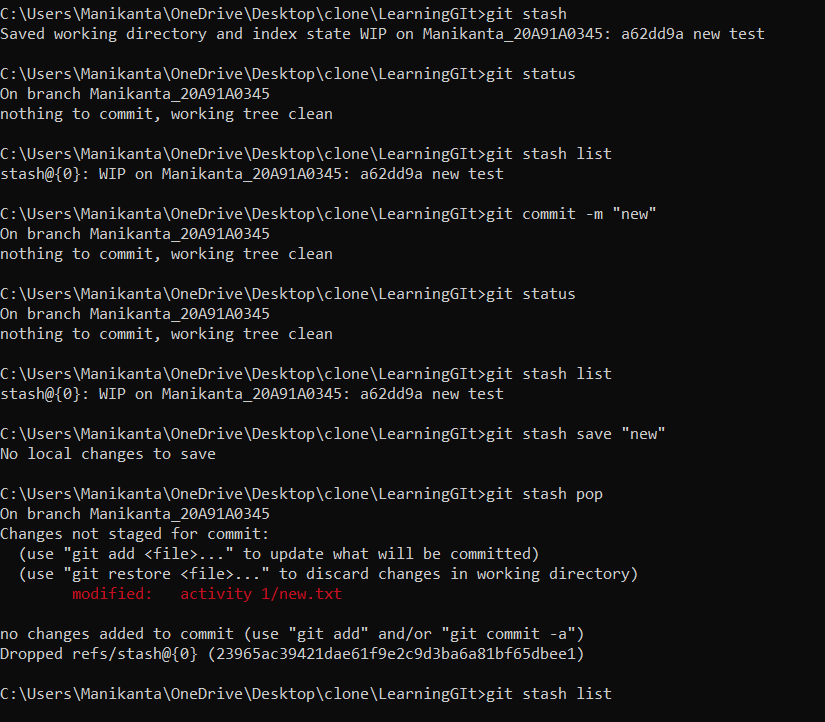 C:\Users\Manikanta\OneDrive\Desktop\clone\LearningGIt>git stash
Saved working directory and index state WIP on Manikanta_20A91A0345: a62dd9a new test
C:\Users\Manikanta\OneDrive\Desktop\clone\LearningGIt>git status
On branch Manikanta_20A91A0345
nothing to commit, working tree clean
C:\Users\Manikanta\OneDrive\Desktop\clone\LearningGIt>git stash list
stash@{0}: WIP on Manikanta_20A91A0345: a62dd9a new test
C:\Users\Manikanta\OneDrive\Desktop\clone\LearningGIt>git commit -m "new"
On branch Manikanta_20A91A0345
nothing to commit, working tree clean
C:\Users\Manikanta\OneDrive\Desktop\clone\LearningGIt>git status
On branch Manikanta_20A91A0345
nothing to commit, working tree clean
C:\Users\Manikanta\OneDrive\Desktop\clone\LearningGIt>git stash list
stash@{0}: WIP on Manikanta_20A91A0345: a62dd9a new test
C:\Users\Manikanta\OneDrive\Desktop\clone\LearningGIt>git stash save "new"
No local changes to save
C:\Users\Manikanta\OneDrive\Desktop\clone\LearningGIt>git stash pop
On branch Manikanta_20A91A0345
Changes not staged for commit:
  (use "git add <file>..." to update what will be committed)
  (use "git restore <file>..." to discard changes in working directory)
        modified:   activity 1/new.txt
no changes added to commit (use "git add" and/or "git commit -a")
Dropped refs/stash@{0} (23965ac39421dae61f9e2c9d3ba6a81bf65dbee1)
C:\Users\Manikanta\OneDrive\Desktop\clone\LearningGIt>git stash list